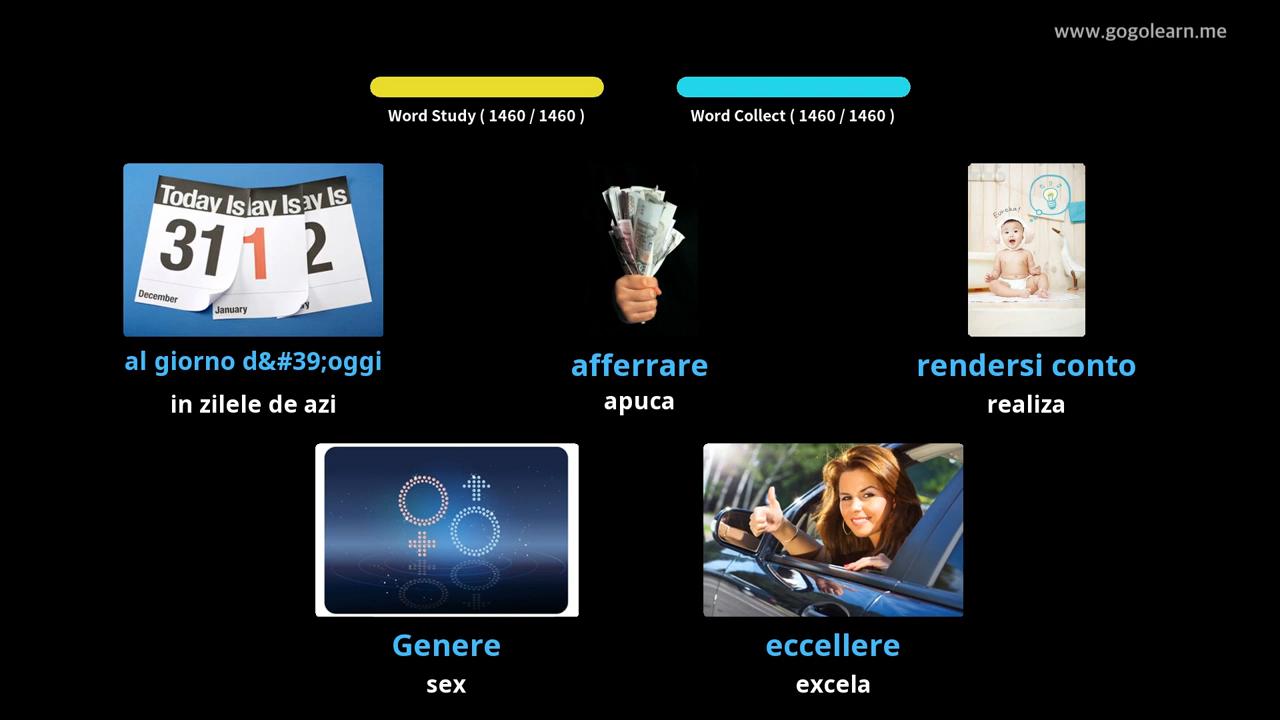 www.gogolearn.me
Word Study ( 1460 / 1460 )
Word Collect ( 1460 / 1460 )
Today Is
ay Is
ay Is
31
1
2
December
January
Eureka!
al giorno d&#39;oggi
afferrare
rendersi conto
in zilele de azi
apuca
realiza
Genere
eccellere
sex
excela